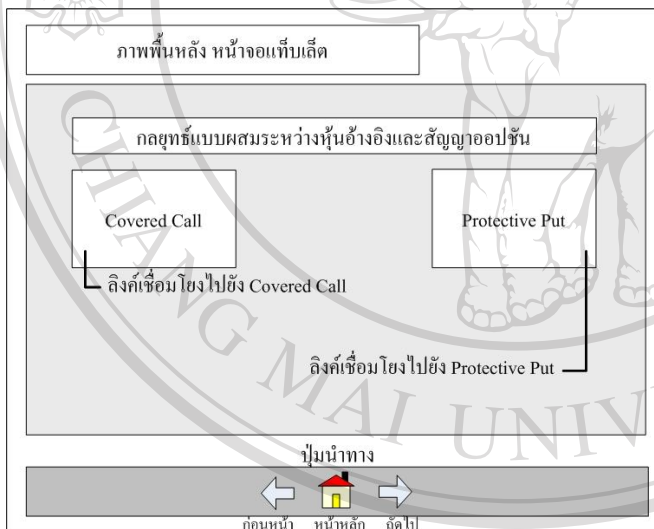 ภาพพื้นหลัง หน้าจอแท็บเล็ต
กลยุทธ์แบบผสมระหว่างหุ้นอ้างอิงและสัญญาออปชัน
Covered Call
Protective Put
ลิงค์เชื่อมโยงไปยัง Covered Call
ลิงค์เชื่อมโยงไปยัง Protective Put
CHIANG MAI UNIV
ปุ่มนำทาง
ก่อนหน้า หน้าหลัก ถัดไป